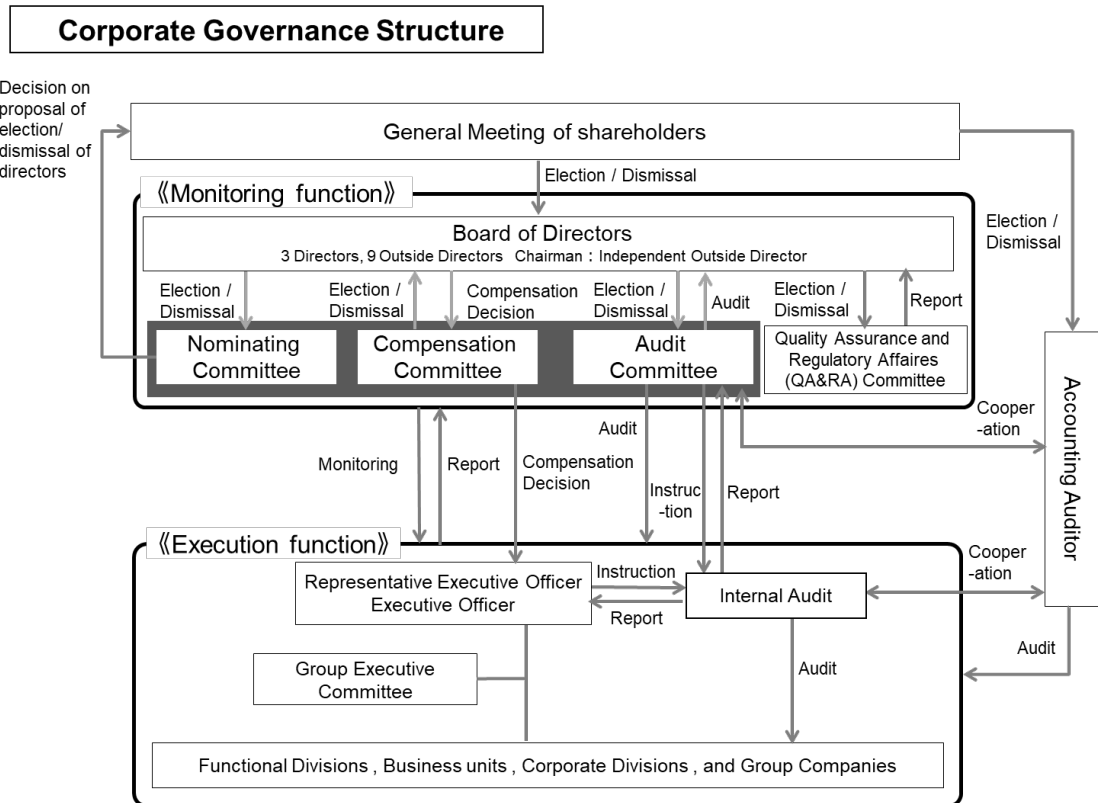 Corporate Governance Structure
Decision on
proposal of
election/
dismissal of
directors
General Meeting of shareholders
Election / Dismissal
《Monitoring function》
Board of Directors
3 Directors, 9 Outside Directors Chairman : Independent Outside Director
Election /
Dismissal
Election /
Dismissal
Compensation
Decision
Election /
Dismissal
Audit
Election /
Dismissal
Report
Election /
Dismissal
Nominating
Committee
Compensation
Committee
Audit
Committee
Quality Assurance and
Regulatory Affaires
(QA&RA) Committee
Accounting Auditor
Cooper
-ation
Monitoring
Report
Compensation
Decision
Audit
Instruc
-tion
Report
《Execution function》
Representative Executive Officer
Executive Officer
Instruction
Report
Internal Audit
Cooper
-ation
Audit
Group Executive
Committee
Audit
Functional Divisions , Business units , Corporate Divisions , and Group Companies